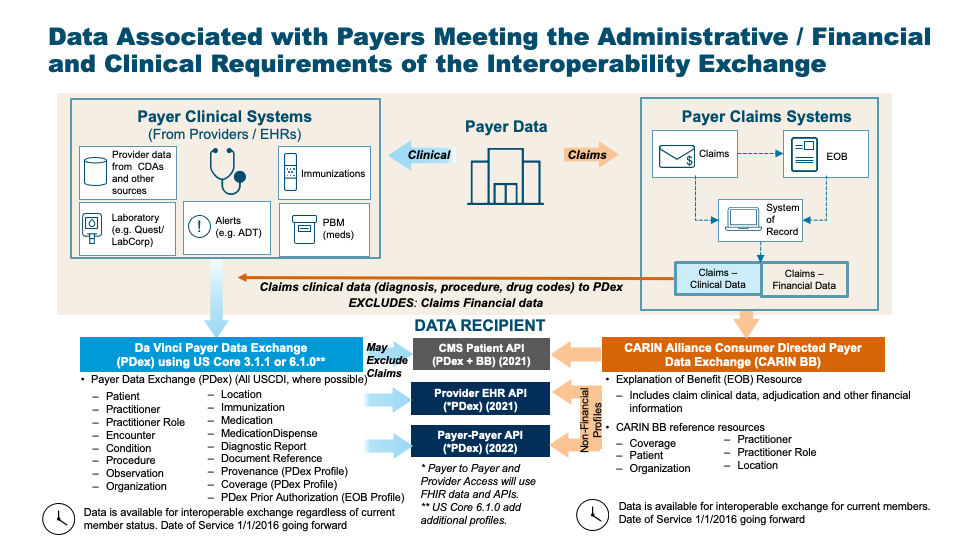 Data Associated with Payers Meeting the Administrative / Financial
and Clinical Requirements of the Interoperability Exchange
Payer Clinical Systems
(From Providers / EHRs)
Provider data
from CDAs
and other
sources
Immunizations
Laboratory
(e.g. Quest/
LabCorp)
Alerts
(e.g. ADT)
PBM
(meds)
Payer Data
Clinical
Claims
Payer Claims Systems
$
Claims
EOB
System
of
Record
Claims –
Clinical Data
Claims –
Financial Data
Claims clinical data (diagnosis, procedure, drug codes) to PDex
EXCLUDES: Claims Financial data
DATA RECIPIENT
Da Vinci Payer Data Exchange
(PDex) using US Core 3.1.1 or 6.1.0**
May
Exclude
Claims
CMS Patient API
(PDex + BB) (2021)
Provider EHR API
(*PDex) (2021)
Payer-Payer API
(*PDex) (2022)
* Payer to Payer and
Provider Access will use
FHIR data and APIs.
** US Core 6.1.0 add
additional profiles.
Non-Financial
Profiles
CARIN Alliance Consumer Directed Payer
Data Exchange (CARIN BB)
• Payer Data Exchange (PDex) (All USCDI, where possible)
– Patient
– Practitioner
– Practitioner Role
– Encounter
– Condition
– Procedure
– Observation
– Organization
– Location
– Immunization
– Medication
– MedicationDispense
– Diagnostic Report
– Document Reference
– Provenance (PDex Profile)
– Coverage (PDex Profile)
– PDex Prior Authorization (EOB Profile)
• Explanation of Benefit (EOB) Resource
– Includes claim clinical data, adjudication and other financial
information
• CARIN BB reference resources
– Coverage
– Patient
– Organization
– Practitioner
– Practitioner Role
– Location
Data is available for interoperable exchange regardless of current
member status. Date of Service 1/1/2016 going forward
Data is available for interoperable exchange for current members.
Date of Service 1/1/2016 going forward